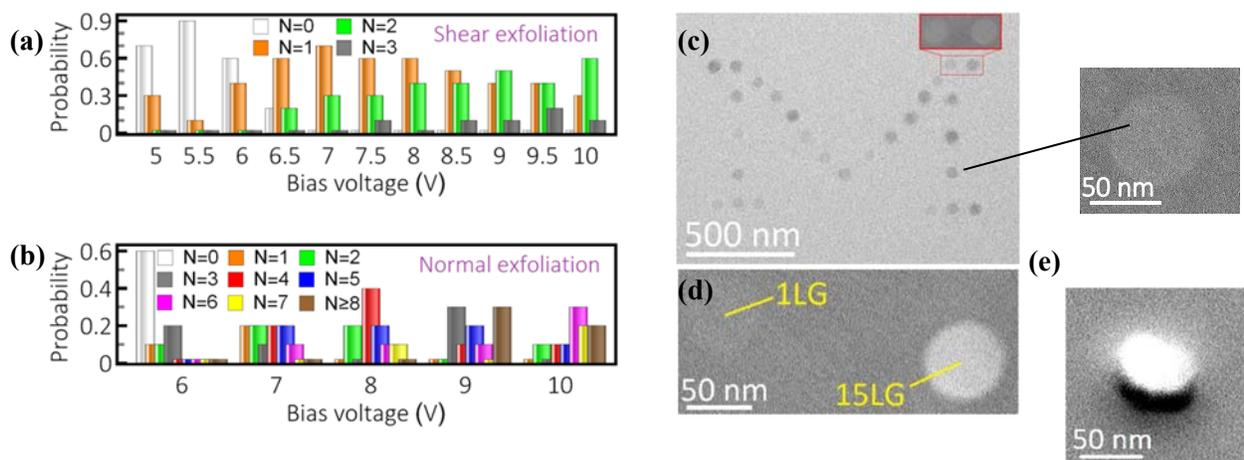 (a)
Probability
0.9
0.6
0.3
0
N=0 N=2
N=1 N=3
Shear exfoliation
5 5.5 6 6.5 7 7.5 8 8.5 9 9.5 10
Bias voltage (V)
(b)
Probability
0.6
0.4
0.2
0
N=0 N=1 N=2
N=3 N=4 N=5
N=6 N=7 N≥8
Normal exfoliation
6 7 8 9 10
Bias voltage (V)
(c)
500 nm
50 nm
(d)
1LG
15LG
50 nm
(e)
50 nm